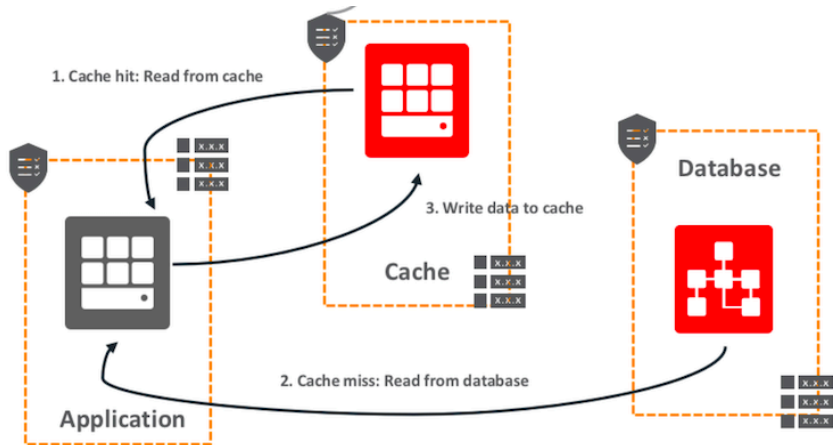 1. Cache hit: Read from cache
x.x.x
x.x.x
x.x.x
Database
3. Write data to cache
Cache
x.x.x
x.x.x
x.x.x
2. Cache miss: Read from database
x.x.x
x.x.x
x.x.x
Application